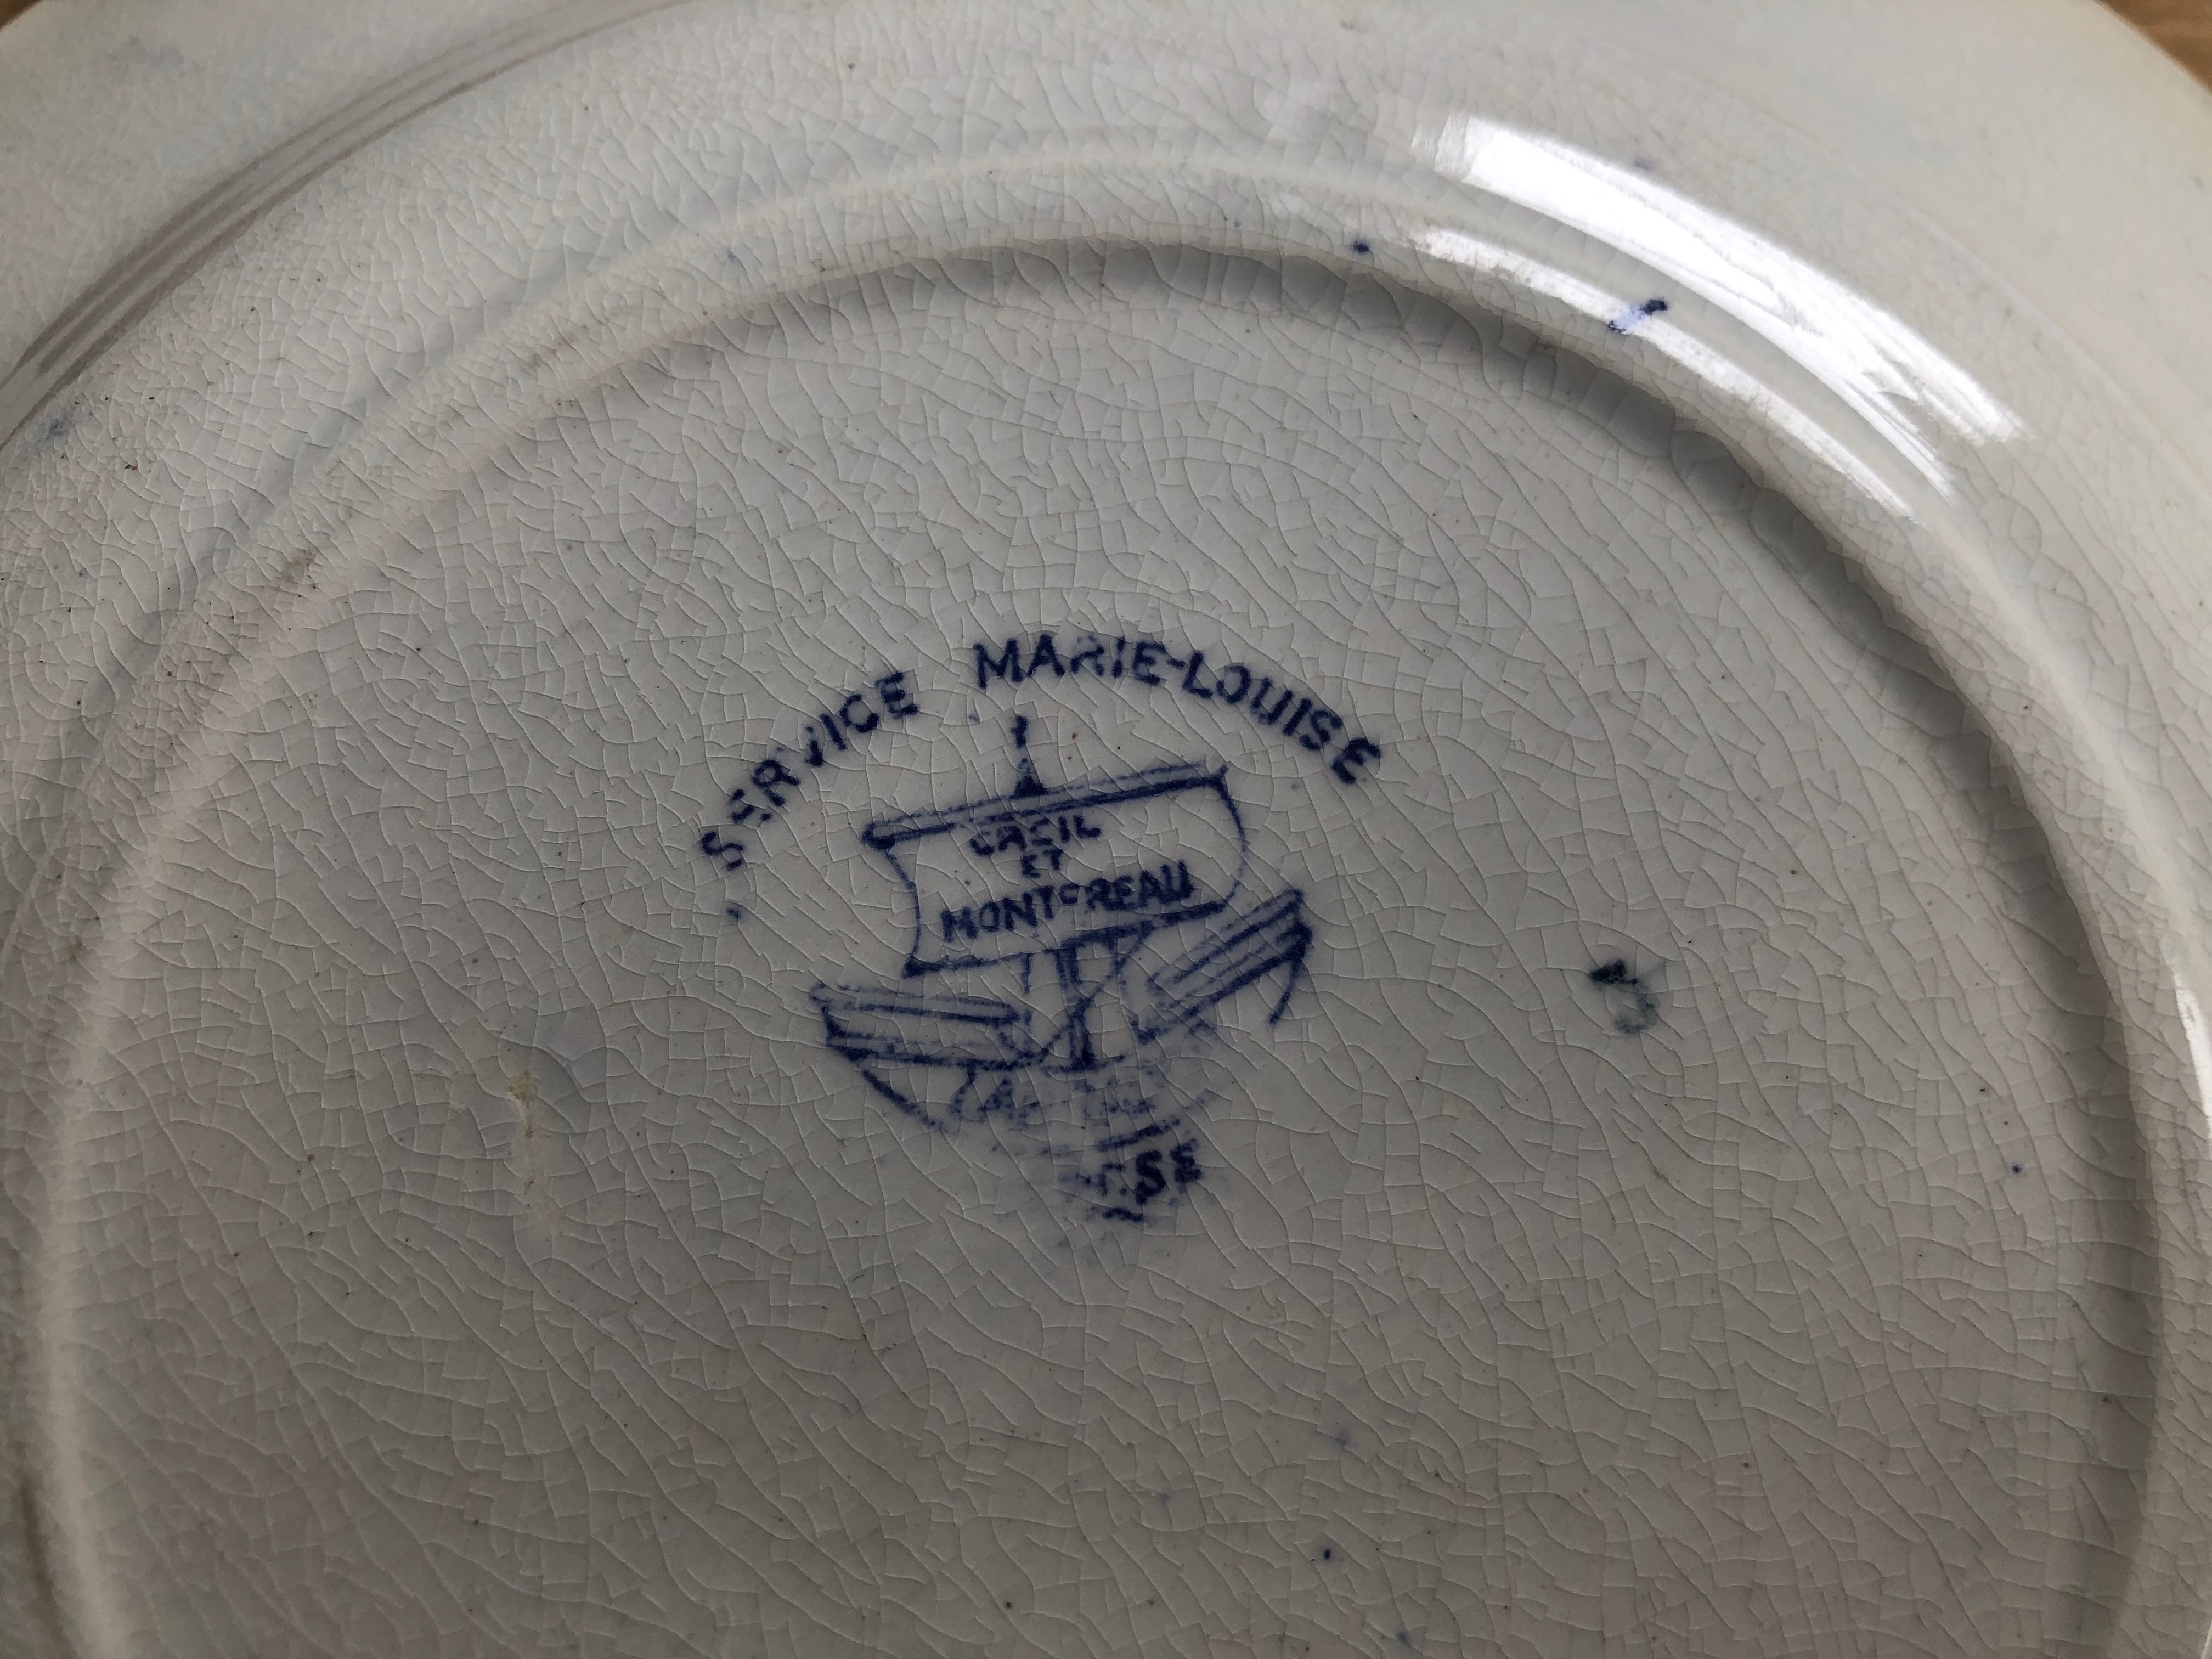 SERVICE MARIE-LOUISE
CREIL
ET
MONTEREAU